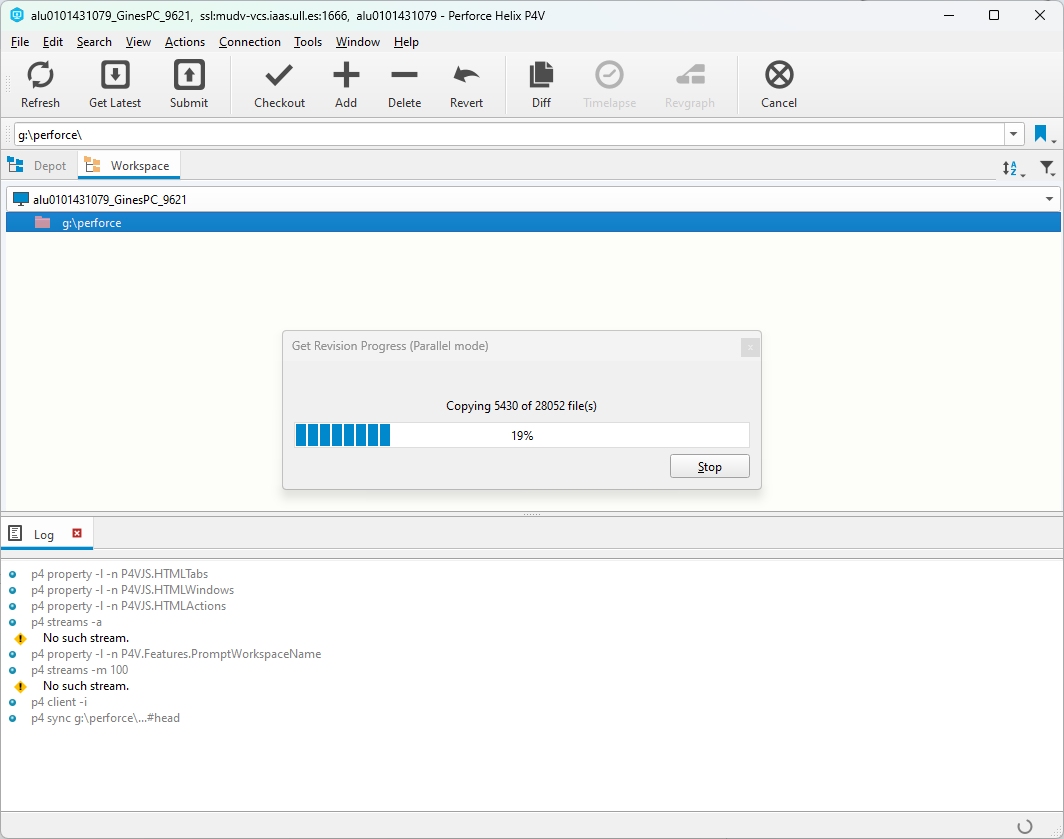 alu0101431079_GinesPC_9621, ssl:mudv-vcs.iaas.ull.es:1666, alu0101431079 - Perforce Helix P4V
File Edit Search View Actions Connection Tools Window Help
Refresh Get Latest Submit Checkout Add Delete Revert Diff Timelapse Revgraph Cancel
g:\perforce\
Depot Workspace
alu0101431079_GinesPC_9621
g:\perforce
Get Revision Progress (Parallel mode)
Copying 5430 of 28052 file(s)
19%
Stop
Log
p4 property -l -n P4VJS.HTMLTabs
p4 property -l -n P4VJS.HTMLWindows
p4 property -l -n P4VJS.HTMLActions
p4 streams -a
No such stream.
p4 property -l -n P4V.Features.PromptWorkspaceName
p4 streams -m 100
No such stream.
p4 client -i
p4 sync g:\perforce\...#head